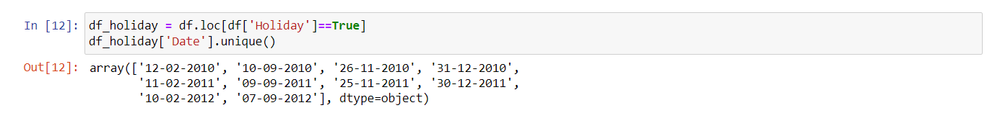 In [12]: df_holiday = df.loc[df['Holiday']==True]
df_holiday['Date'].unique()
Out[12]: array(['12-02-2010', '10-09-2010', '26-11-2010', '31-12-2010',
'11-02-2011', '09-09-2011', '25-11-2011', '30-12-2011',
'10-02-2012', '07-09-2012'], dtype=object)